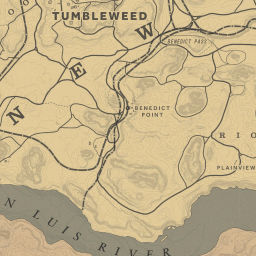 TUMBLEWEED
BENEDICT PASS
N E W
BENEDICT
POINT
RIO
PLAINVIEW
N LUIS RIVER